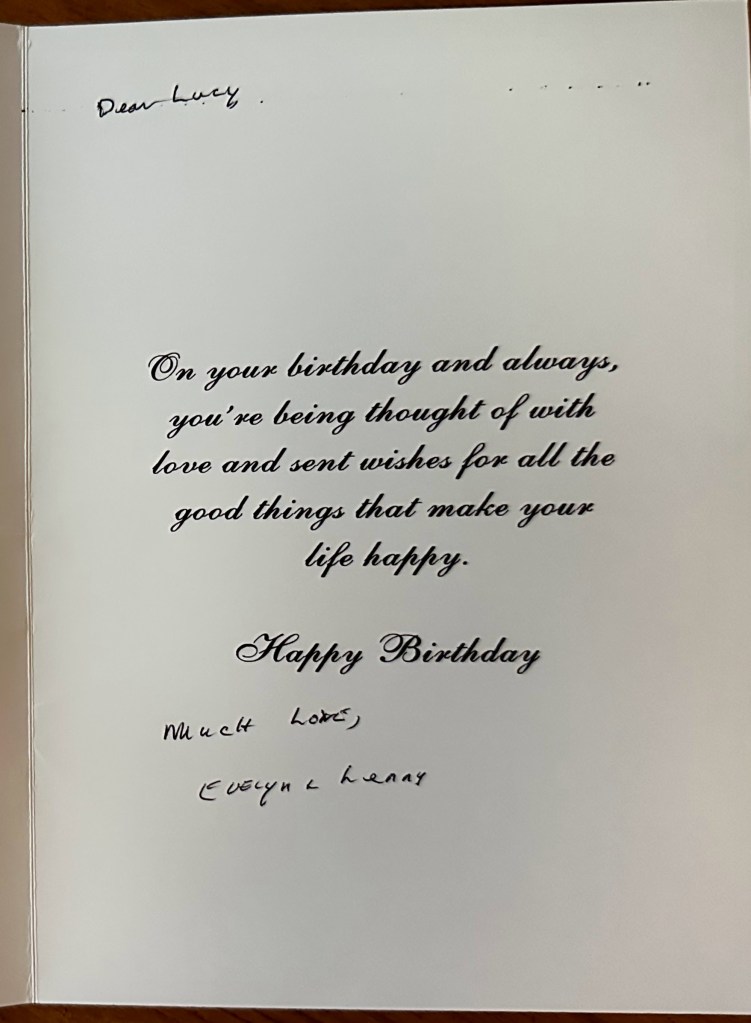 Dear Lucy
On your birthday and always,
you're being thought of with
love and sent wishes for all the
good things that make your
life happy.
Happy Birthday
Much Love,
Evelyn & Lenny